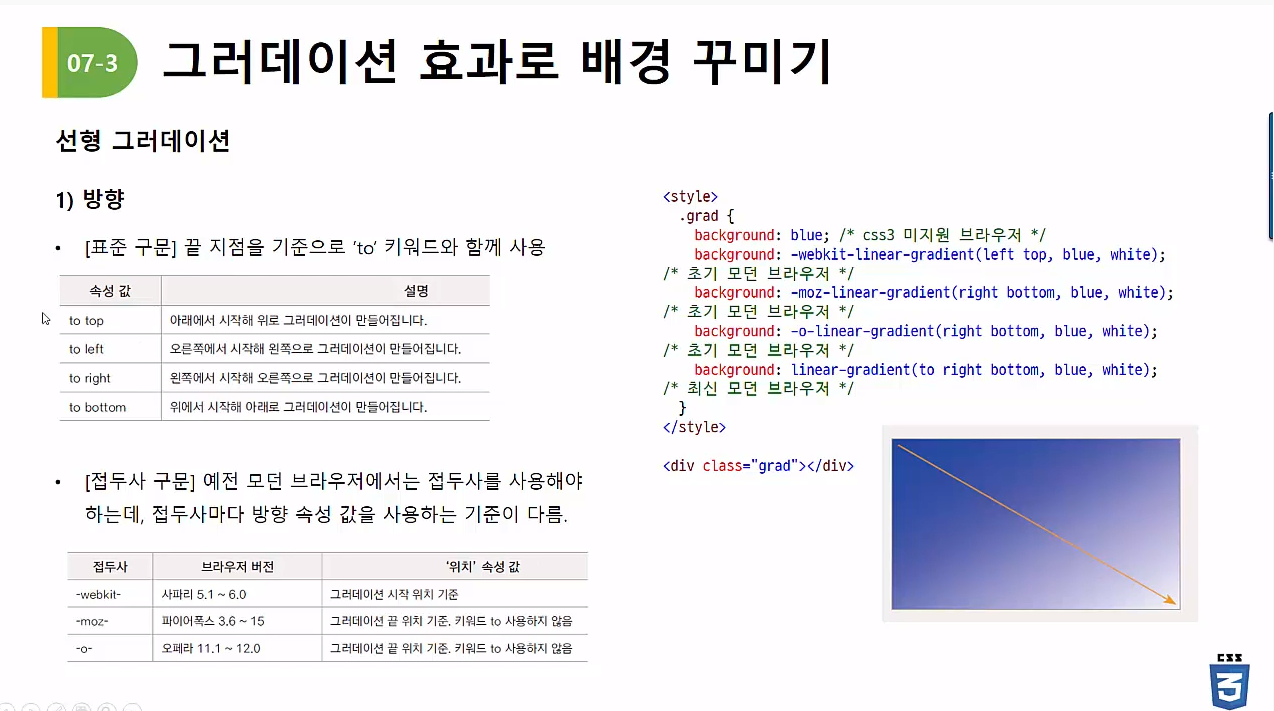 07-3 그러데이션 효과로 배경 꾸미기
선형 그러데이션
1) 방향
• [표준 구문] 끝 지점을 기준으로 ‘to’ 키워드와 함께 사용
속성 값 설명
to top 아래에서 시작해 위로 그러데이션이 만들어집니다.
to left 오른쪽에서 시작해 왼쪽으로 그러데이션이 만들어집니다.
to right 왼쪽에서 시작해 오른쪽으로 그러데이션이 만들어집니다.
to bottom 위에서 시작해 아래로 그러데이션이 만들어집니다.
• [접두사 구문] 예전 모던 브라우저에서는 접두사를 사용해야
하는데, 접두사마다 방향 속성 값을 사용하는 기준이 다름.
접두사 브라우저 버전 ‘위치’ 속성 값
-webkit- 사파리 5.1 ~ 6.0 그러데이션 시작 위치 기준
-moz- 파이어폭스 3.6 ~ 15 그러데이션 끝 위치 기준. 키워드 to 사용하지 않음
-o- 오페라 11.1 ~ 12.0 그러데이션 끝 위치 기준. 키워드 to 사용하지 않음
<style>
.grad {
background: blue; /* css3 미지원 브라우저 */
background: -webkit-linear-gradient(left top, blue, white);
/* 초기 모던 브라우저 */
background: -moz-linear-gradient(right bottom, blue, white);
/* 초기 모던 브라우저 */
background: -o-linear-gradient(right bottom, blue, white);
/* 초기 모던 브라우저 */
background: linear-gradient(to right bottom, blue, white);
/* 최신 모던 브라우저 */
}
</style>
<div class="grad"></div>
CSS
3